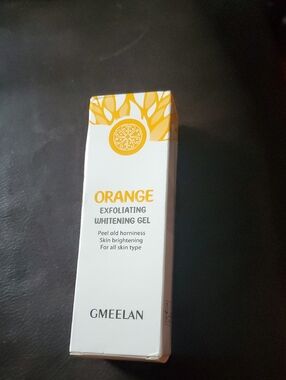 ORANGE
EXFOLIATING
WHITENING GEL
Peel old horniness
Skin brightening
For all skin type
GMEELAN